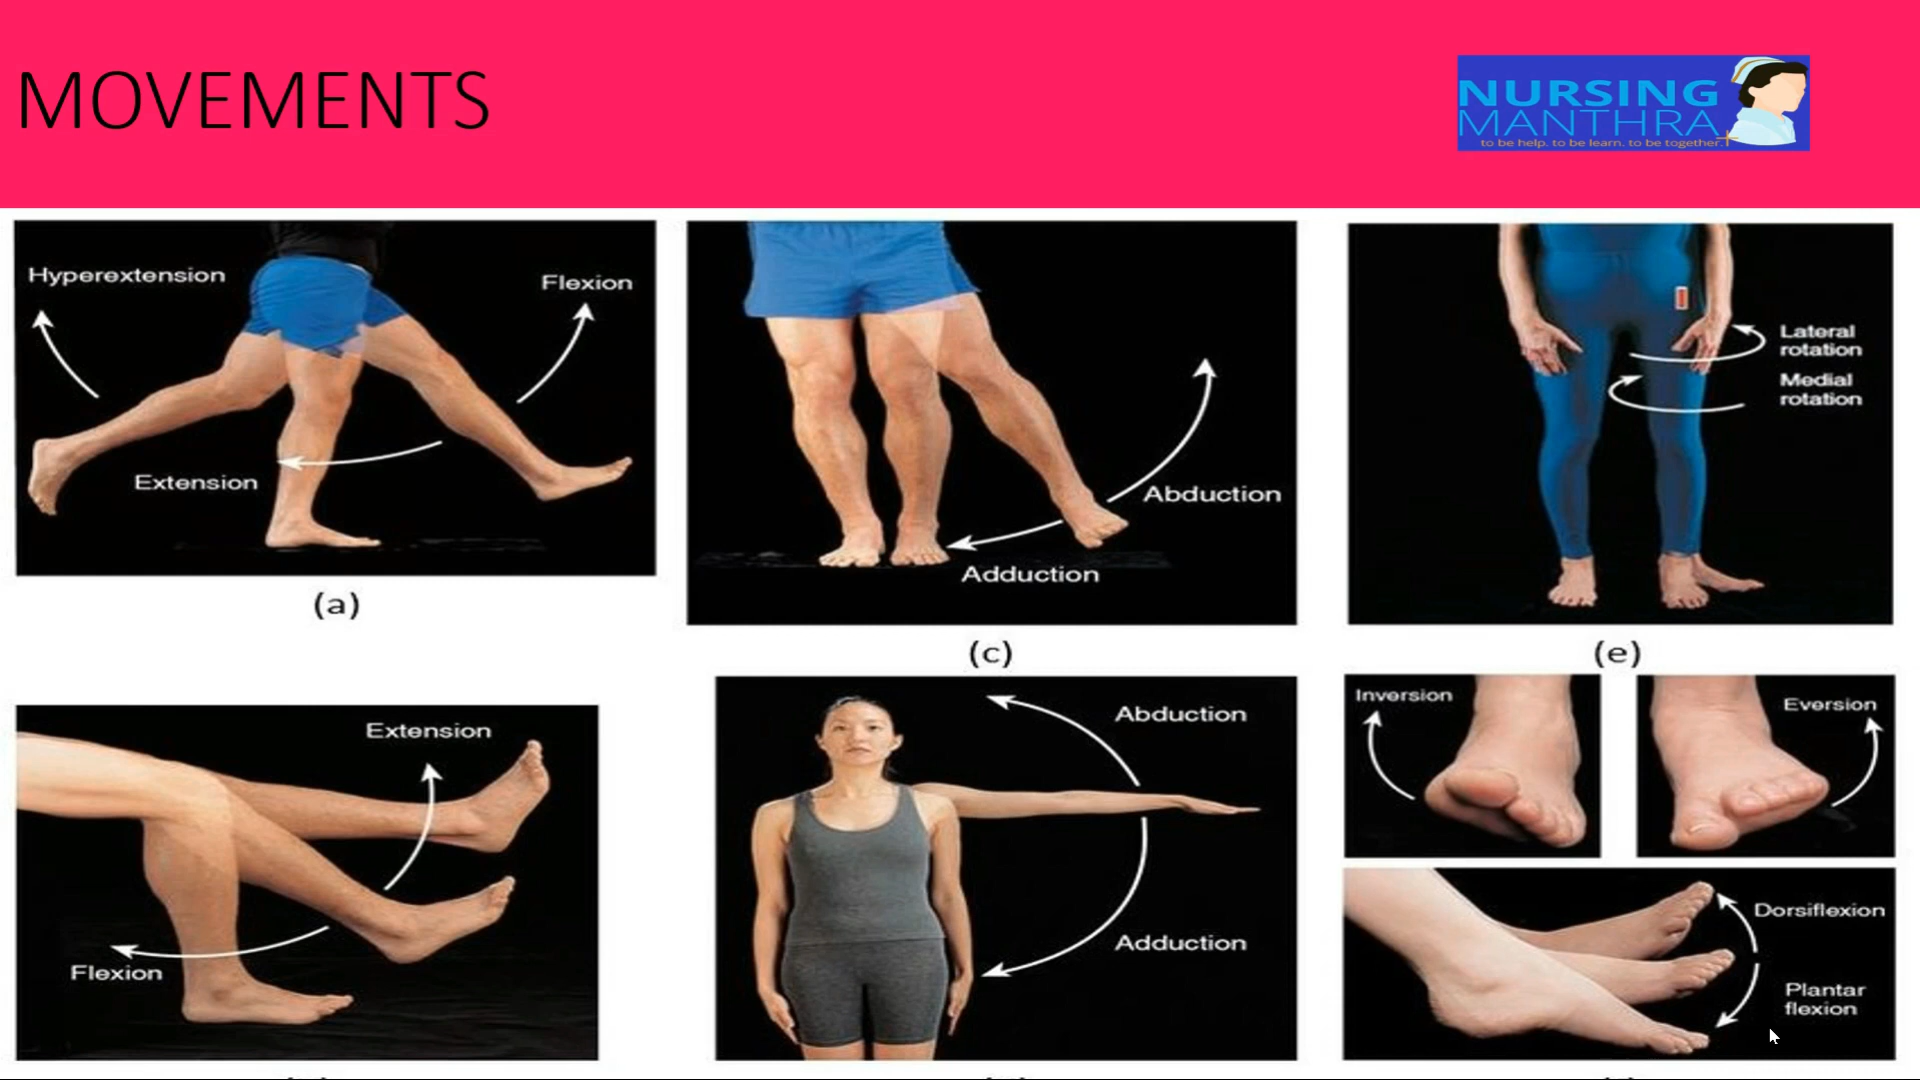 MOVEMENTS
NURSING
MANTHRA
to be help. to be learn. to be together.
Hyperextension
Flexion
Extension
(a)
Abduction
Adduction
(c)
Lateral
rotation
Medial
rotation
(e)
Extension
Flexion
Abduction
Adduction
Inversion
Eversion
Dorsiflexion
Plantar
flexion